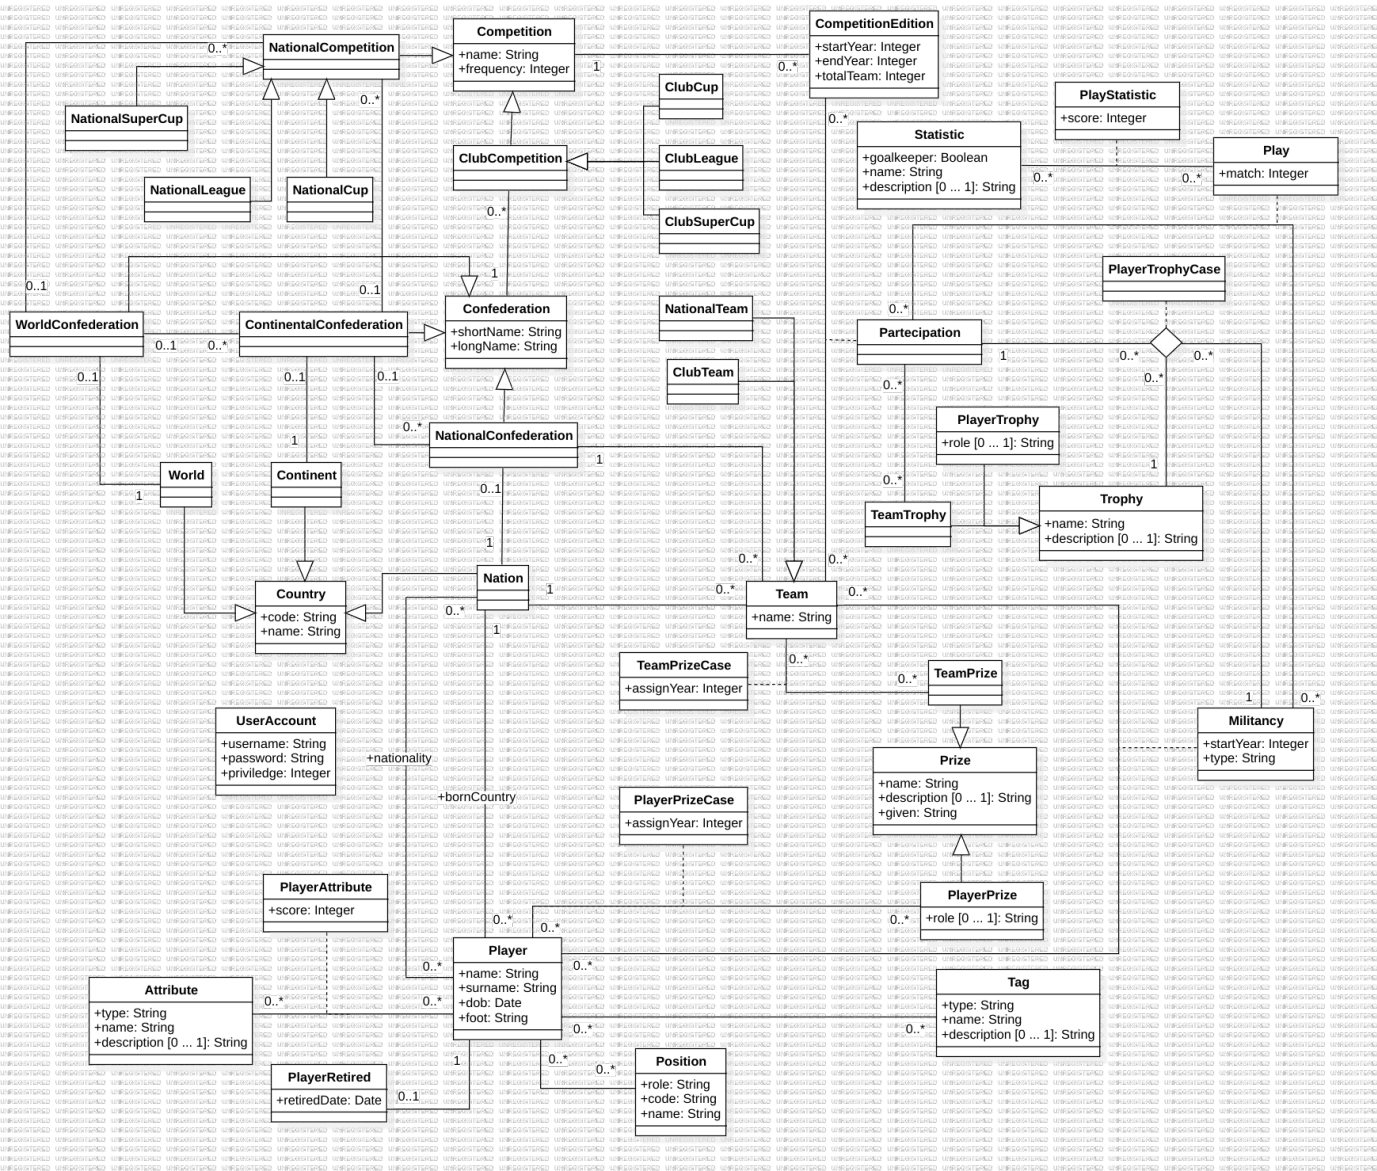 Competition
+name: String
+frequency: Integer
CompetitionEdition
+startYear: Integer
+endYear: Integer
+totalTeam: Integer
NationalCompetition
0..*
1
0..*
0..*
0..*
ClubCup
PlayStatistic
+score: Integer
NationalSuperCup
0..*
Statistic
+goalkeeper: Boolean
+name: String
+description [0 ... 1]: String
ClubCompetition
ClubLeague
Play
+match: Integer
0..*
0..*
NationalLeague
NationalCup
0..*
ClubSuperCup
1
PlayerTrophyCase
0..1
0..1
Confederation
+shortName: String
+longName: String
NationalTeam
0..*
WorldConfederation
ContinentalConfederation
0..1
0..*
Partecipation
1
0..*
0..*
0..*
ClubTeam
0..1
0..1
0..1
0..*
PlayerTrophy
+role [0 ... 1]: String
0..*
NationalConfederation
1
1
1
World
1
Continent
0..1
0..*
Trophy
+name: String
+description [0 ... 1]: String
TeamTrophy
1
0..*
0..*
Nation
Country
+code: String
+name: String
1
0..*
0..*
0..*
1
Team
+name: String
TeamPrizeCase
+assignYear: Integer
0..*
0..*
TeamPrize
1
0..*
UserAccount
+username: String
+password: String
+priviledge: Integer
Militancy
+startYear: Integer
+type: String
+nationality
Prize
+name: String
+description [0 ... 1]: String
+given: String
+bornCountry
PlayerPrizeCase
+assignYear: Integer
PlayerAttribute
+score: Integer
PlayerPrize
+role [0 ... 1]: String
0..*
0..*
0..*
Player
+name: String
+surname: String
+dob: Date
+foot: String
0..*
0..*
Attribute
+type: String
+name: String
+description [0 ... 1]: String
0..*
0..*
Tag
+type: String
+name: String
+description [0 ... 1]: String
0..*
0..*
PlayerRetired
+retiredDate: Date
0..1
1
0..*
0..*
Position
+role: String
+code: String
+name: String